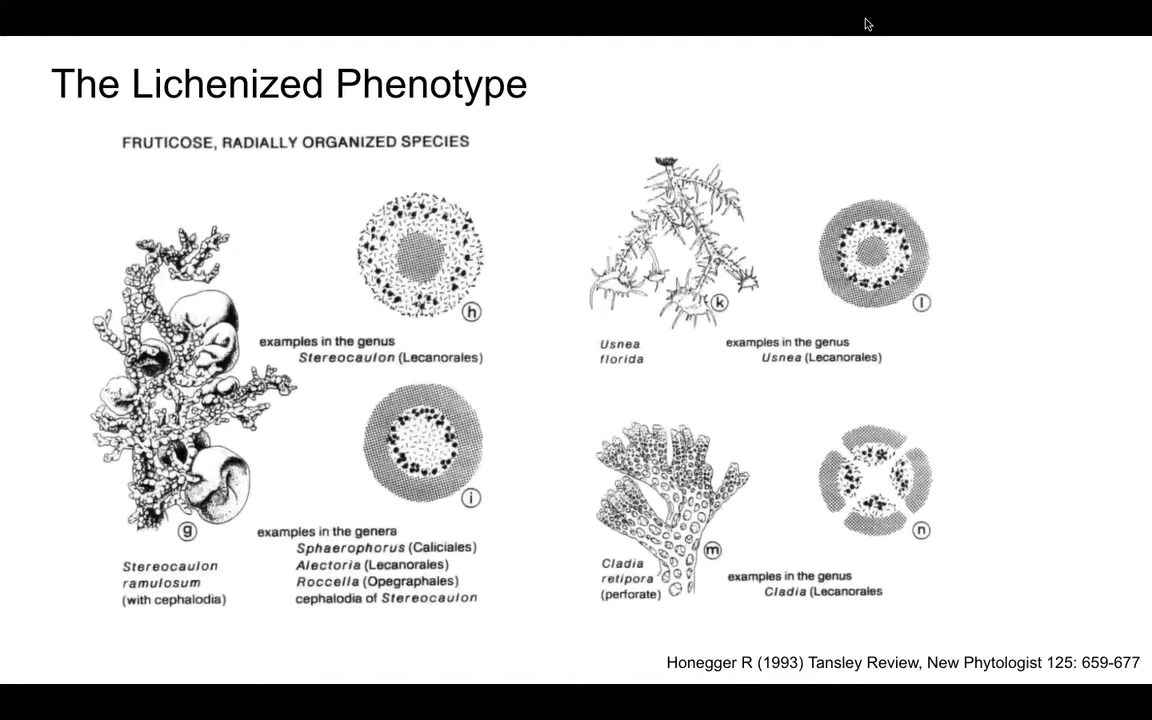 The Lichenized Phenotype
FRUTICOSE, RADIALLY ORGANIZED SPECIES
h
examples in the genus
Stereocaulon (Lecanorales)
i
g
examples in the genera
Sphaerophorus (Caliciales)
Alectoria (Lecanorales)
Roccella (Opegraphales)
cephalodia of Stereocaulon
Stereocaulon
ramulosum
(with cephalodia)
k
l
Usnea
florida
examples in the genus
Usnea (Lecanorales)
m
n
Cladia
retipora
(perforate)
examples in the genus
Cladia (Lecanorales
Honegger R (1993) Tansley Review, New Phytologist 125: 659-677